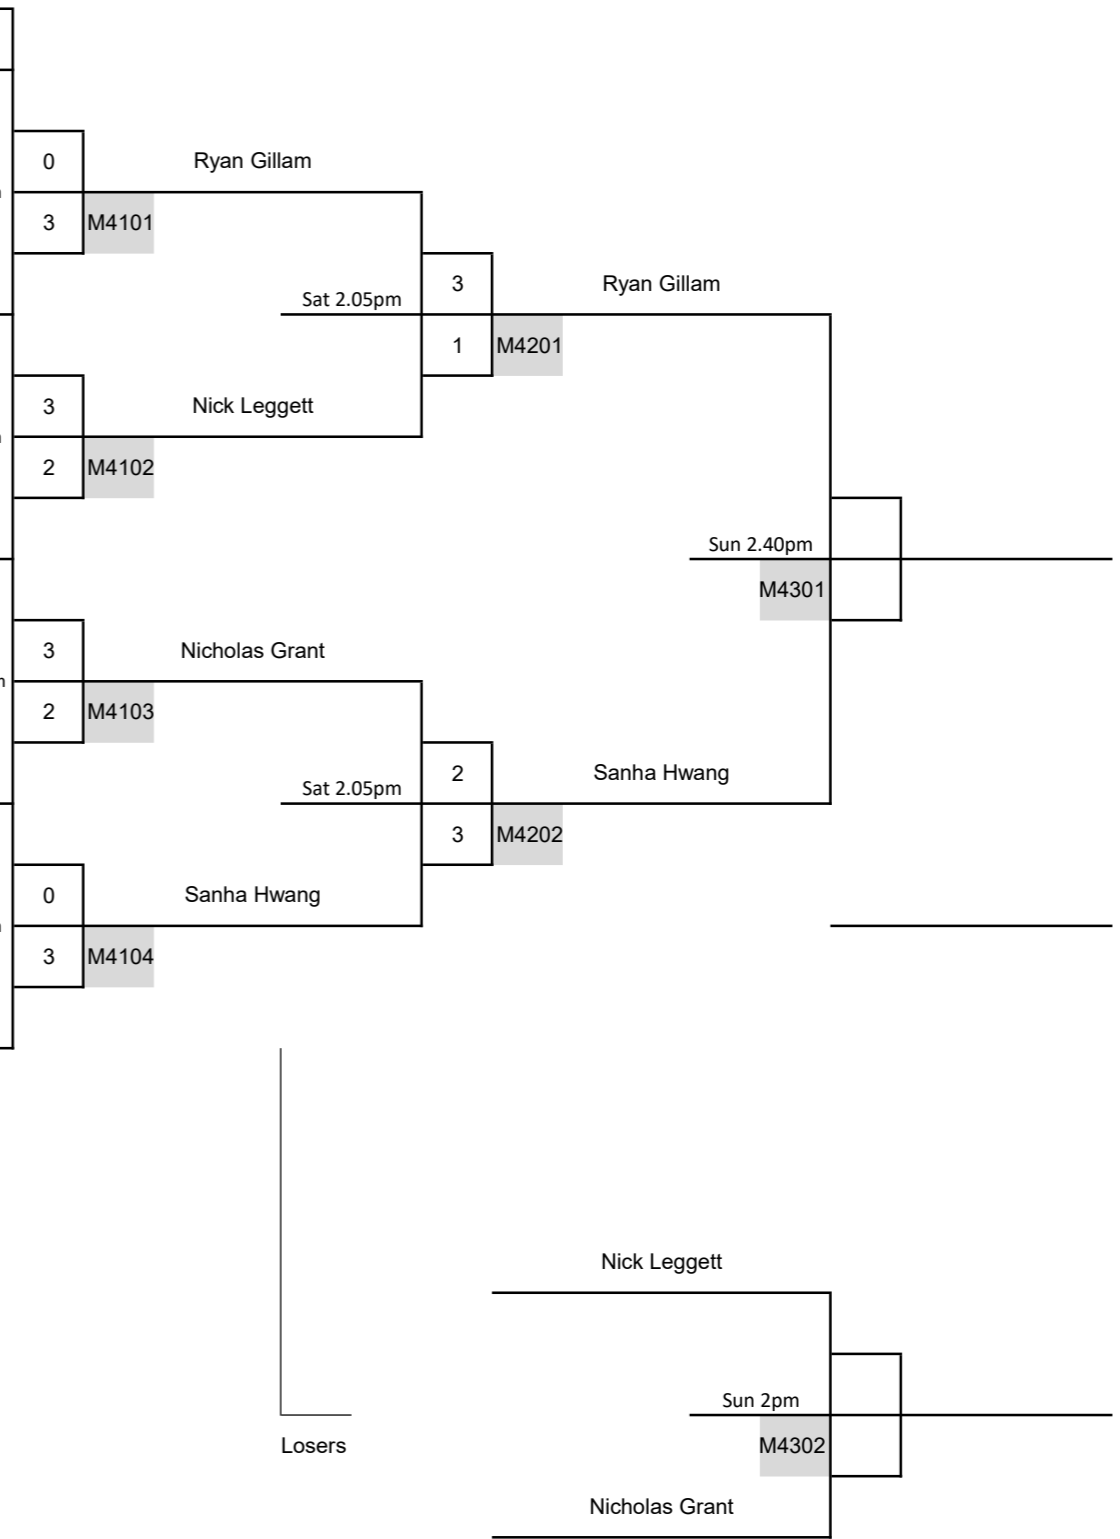 0
Ryan Gillam
3
M4101
Sat 2.05pm
3
Ryan Gillam
1
M4201
3
Nick Leggett
2
M4102
Sun 2.40pm
M4301
3
Nicholas Grant
2
M4103
Sat 2.05pm
2
Sanha Hwang
3
M4202
0
Sanha Hwang
3
M4104
Nick Leggett
Sun 2pm
Losers
M4302
Nicholas Grant